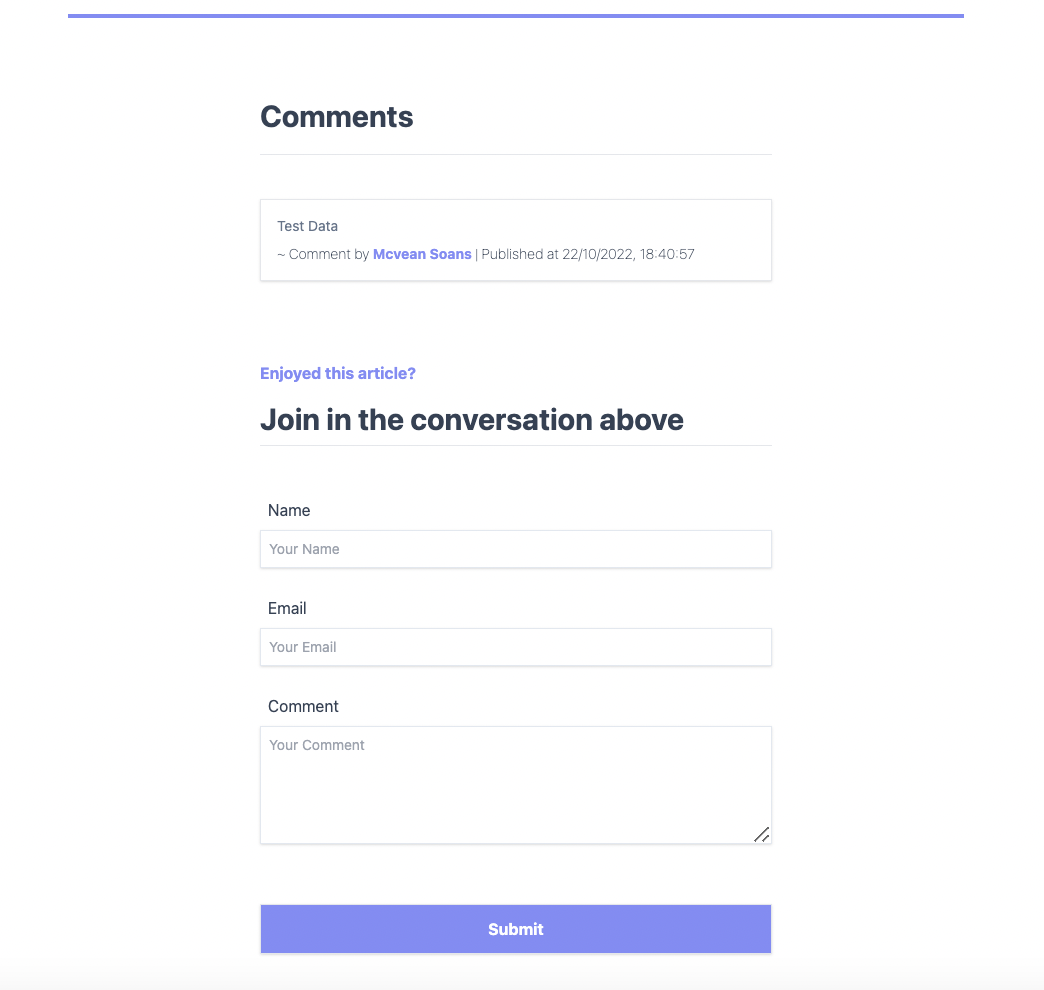 Comments
Test Data
~ Comment by Mcvean Soans | Published at 22/10/2022, 18:40:57
Enjoyed this article?
Join in the conversation above
Name
Your Name
Email
Your Email
Comment
Your Comment
Submit